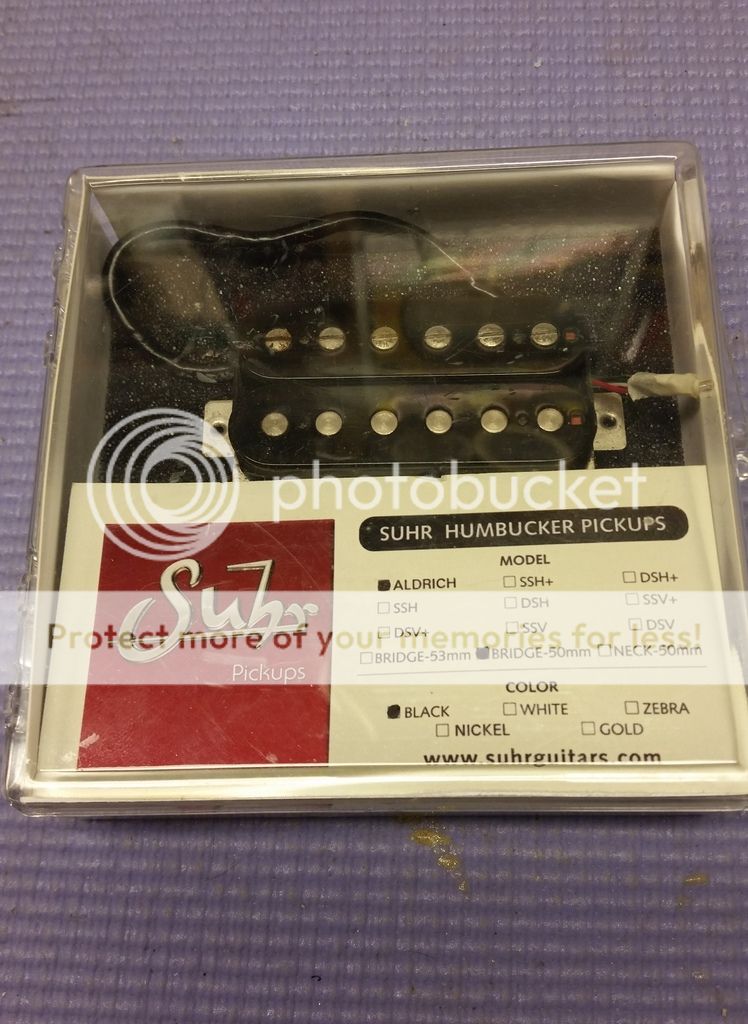 photobucket
SUHR HUMBUCKER PICKUPS
MODEL
ALDRICH SSH+ DSH+
SSH DSH SSV+
DSV+ SSV DSV
Suhr
Protect more of your memories for less!
BRIDGE-53mm BRIDGE-50mm NECK-50mm
Pickups
COLOR
BLACK WHITE ZEBRA
NICKEL GOLD
www.suhrguitars.com